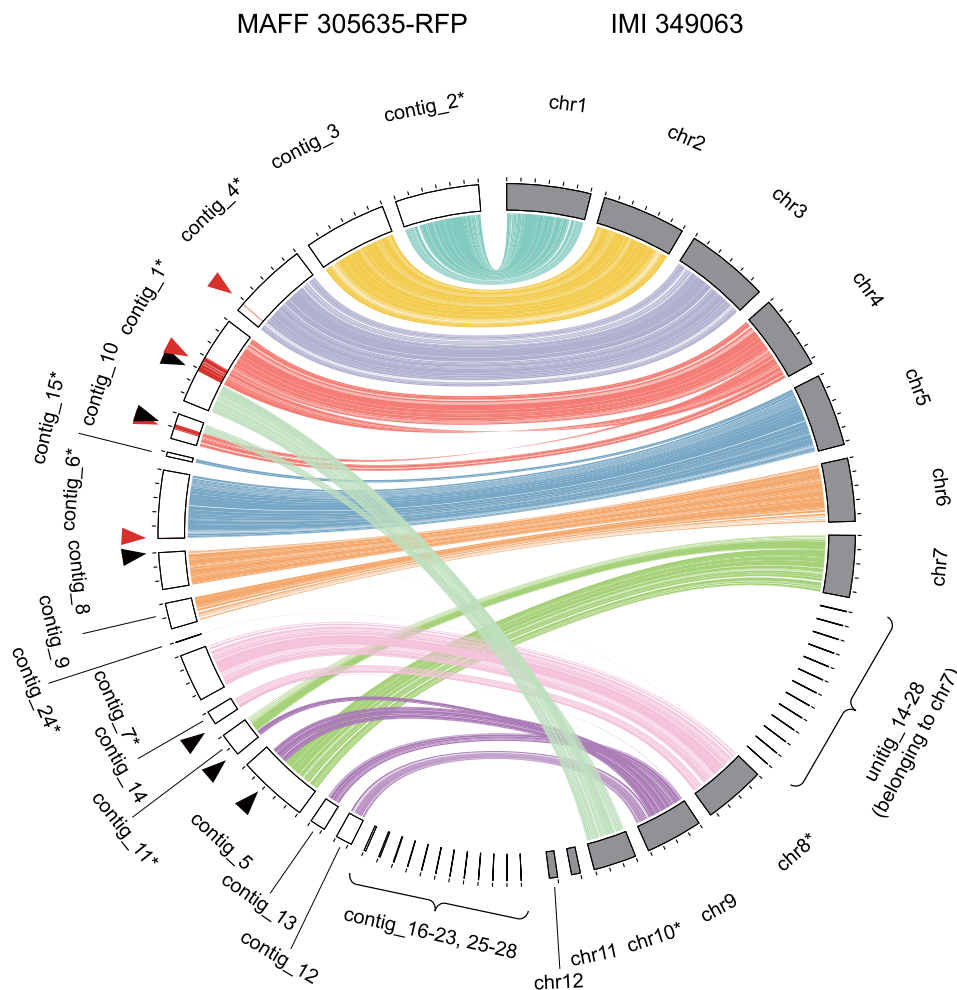 MAFF 305635-RFP
IMI 349063
contig_2*
chr1
contig_3
chr2
contig_4*
chr3
contig_1*
chr4
contig_10
chr5
contig_15*
contig_6*
chr6
contig_8
chr7
contig_9
contig_24*
unitig_14-28
(belonging to chr7)
contig_7*
contig_14
contig_11*
chr8*
contig_5
contig_13
chr9
contig_12
contig_16-23, 25-28
chr10*
chr11
chr12